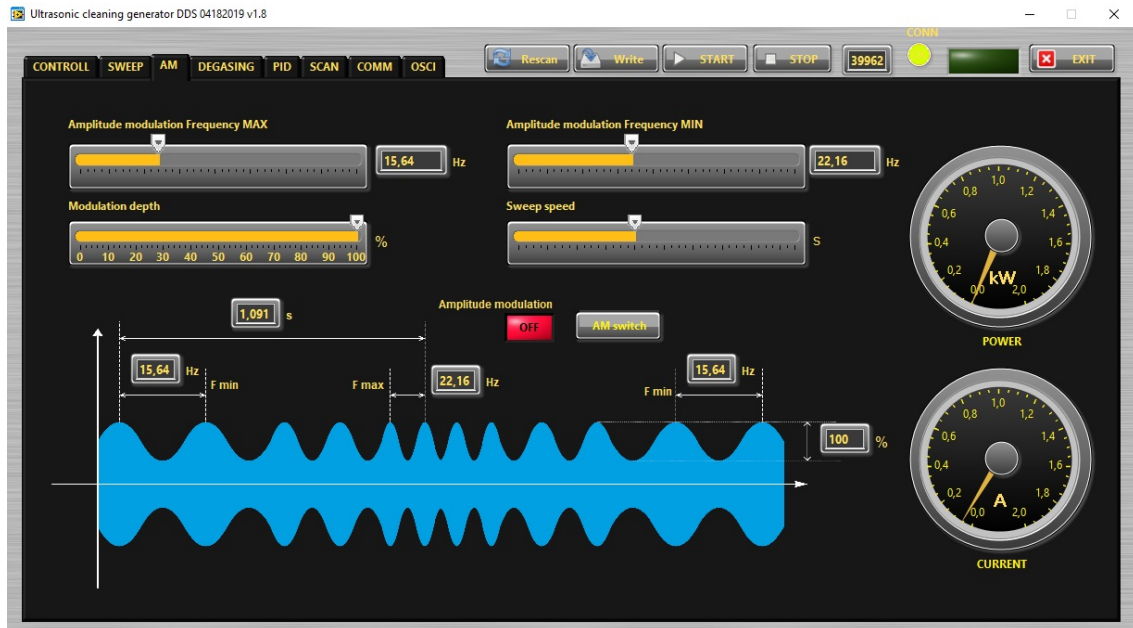 Ultrasonic cleaning generator DDS 04182019 v1.8
CONN
CONTROLL SWEEP AM DEGASING PID SCAN COMM OSCI
Rescan Write START STOP 39962 EXIT
Amplitude modulation Frequency MAX
15,64 Hz
Amplitude modulation Frequency MIN
22,16 Hz
Modulation depth
%
0 10 20 30 40 50 60 70 80 90 100
Sweep speed
S
1,091 s
Amplitude modulation
OFF
AM switch
15,64 Hz
F min
F max
22,16 Hz
F min
15,64 Hz
100 %
0,0 0,2 0,4 0,6 0,8 1,0 1,2 1,4 1,6 1,8 2,0
kW
POWER
0,0 0,2 0,4 0,6 0,8 1,0 1,2 1,4 1,6 1,8 2,0
A
CURRENT